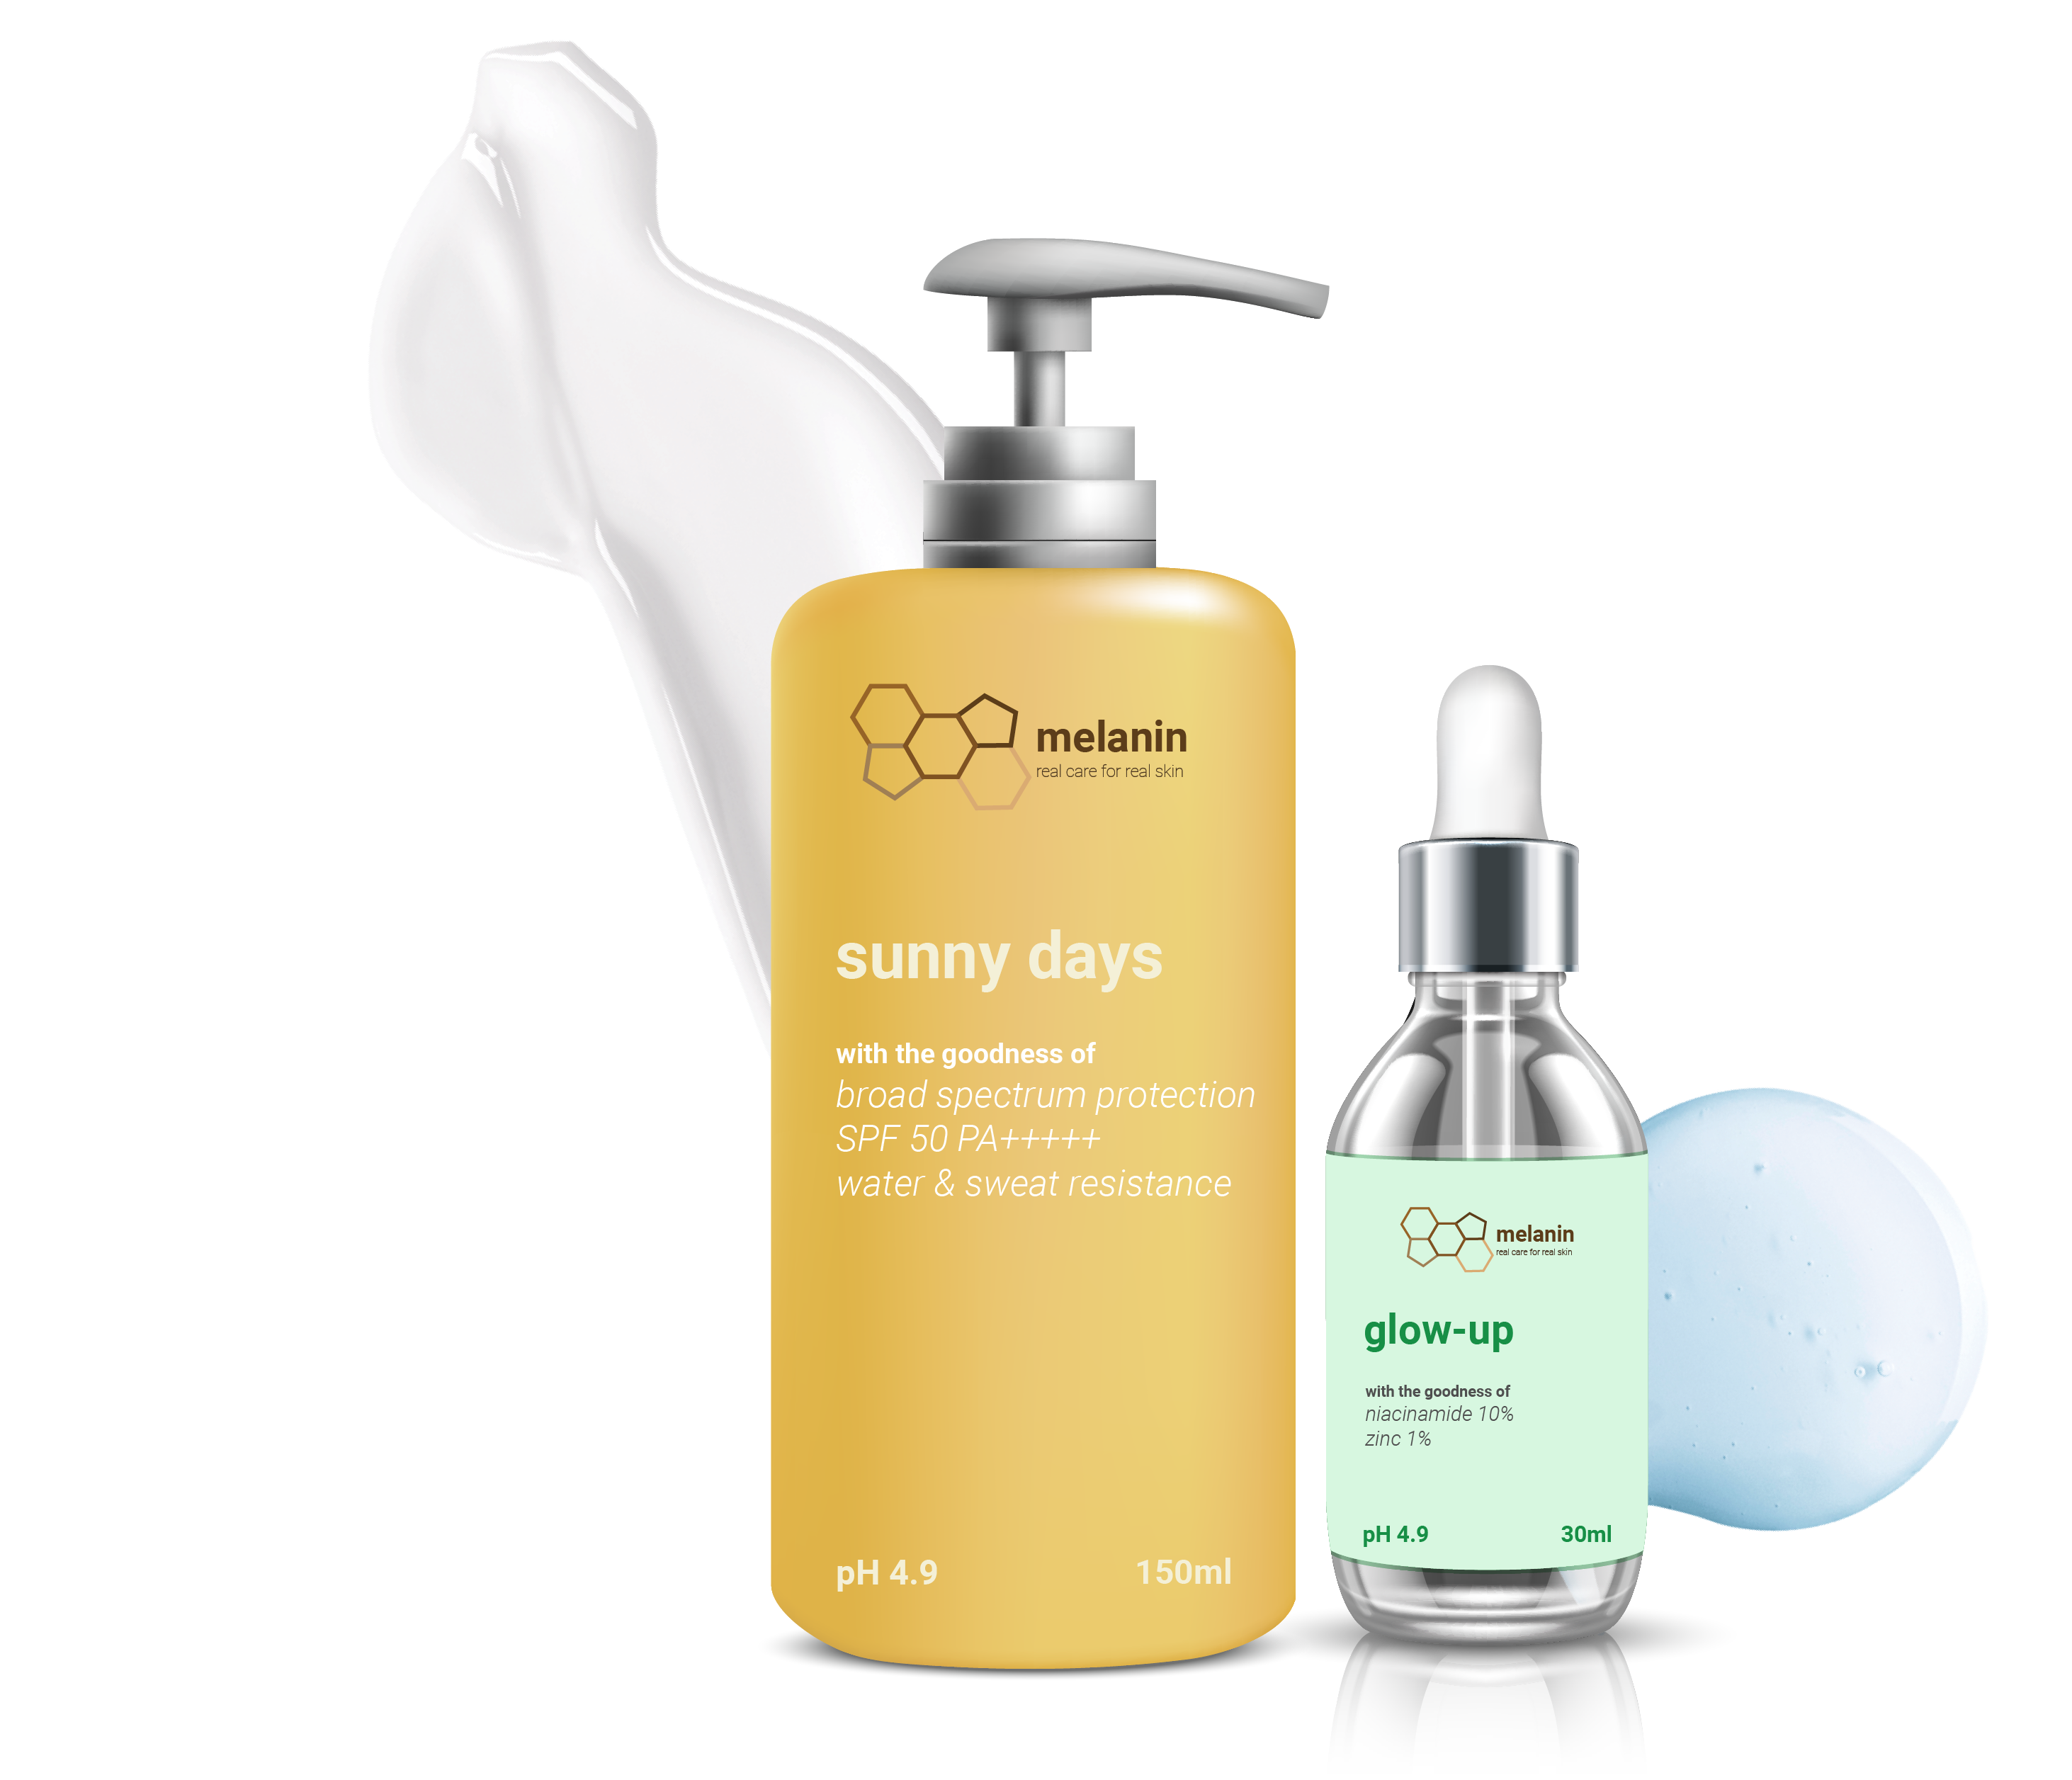 melanin
real care for real skin
sunny days
with the goodness of
broad spectrum protection
SPF 50 PA+++++
water & sweat resistance
pH 4.9 150ml
melanin
real care for real skin
glow-up
with the goodness of
niacinamide 10%
zinc 1%
pH 4.9 30ml